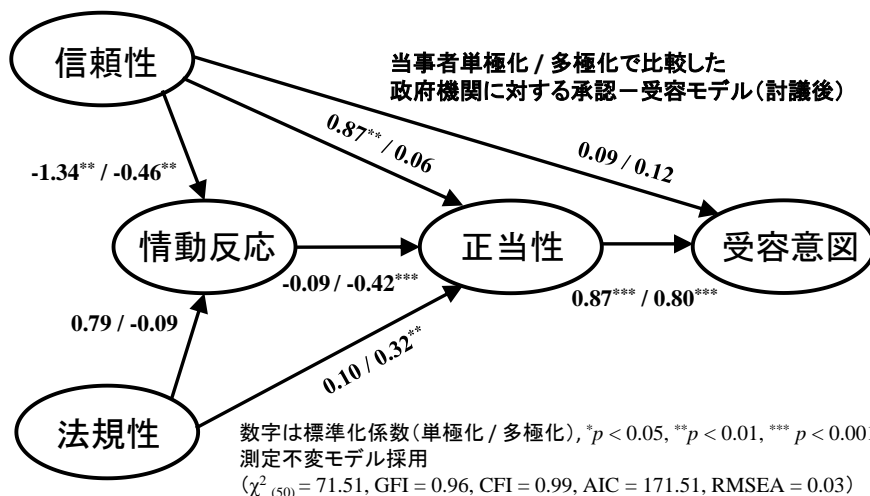 信頼性
当事者単極化 / 多極化で比較した
政府機関に対する承認－受容モデル（討議後）
0.87** / 0.06
0.09 / 0.12
-1.34** / -0.46**
情動反応
正当性
受容意図
-0.09 / -0.42***
0.87*** / 0.80***
0.79 / -0.09
0.10 / 0.32**
法規性
数字は標準化係数（単極化 / 多極化）, *p < 0.05, **p < 0.01, *** p < 0.001
測定不変モデル採用
（χ² (50) = 71.51, GFI = 0.96, CFI = 0.99, AIC = 171.51, RMSEA = 0.03）